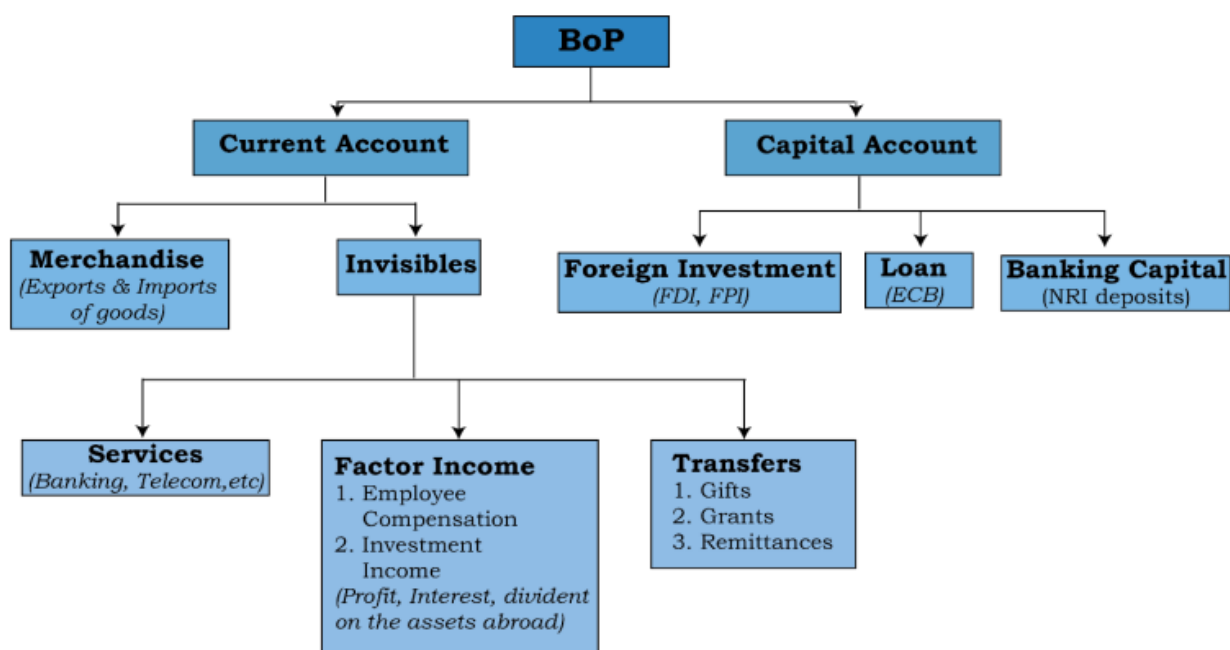 BoP
Current Account
Capital Account
Merchandise
(Exports & Imports
of goods)
Invisibles
Foreign Investment
(FDI, FPI)
Loan
(ECB)
Banking Capital
(NRI deposits)
Services
(Banking, Telecom,etc)
Factor Income
1. Employee
Compensation
2. Investment
Income
(Profit, Interest, divident
on the assets abroad)
Transfers
1. Gifts
2. Grants
3. Remittances